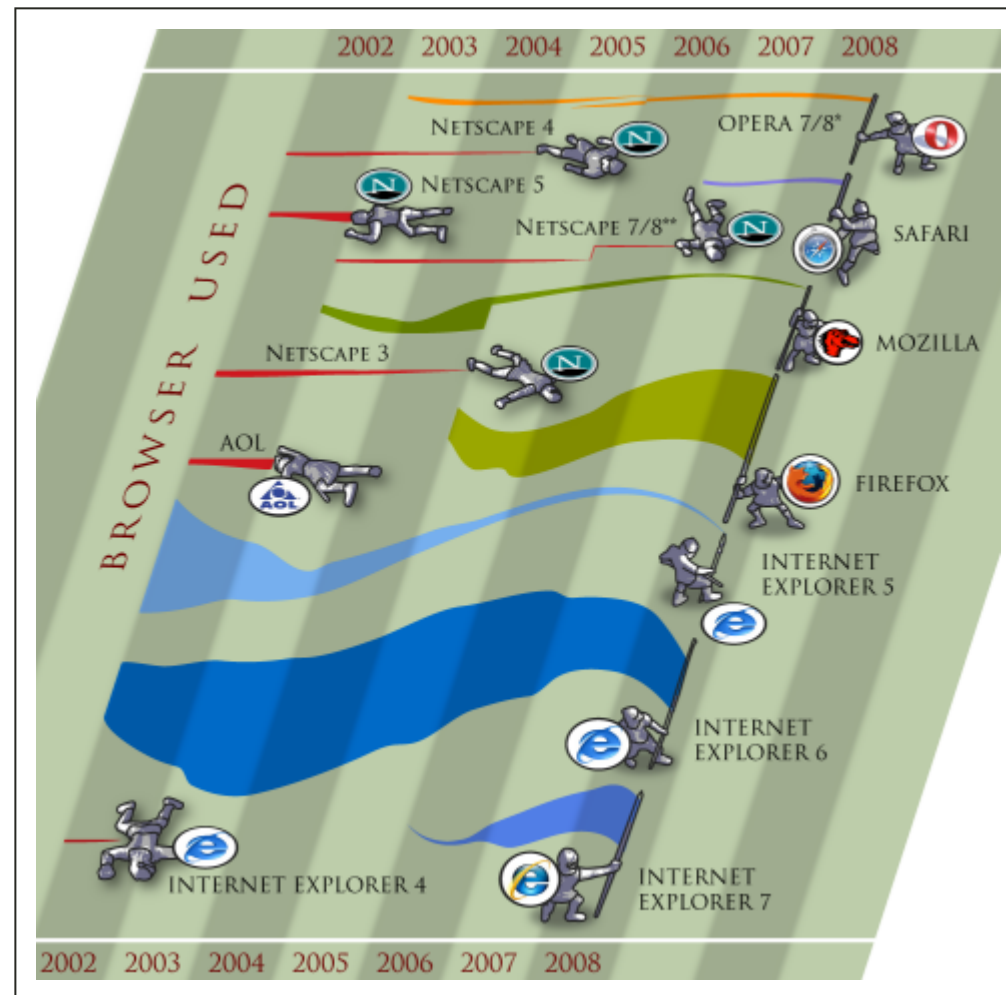 2002 2003 2004 2005 2006 2007 2008
BROWSER USED
NETSCAPE 4
OPERA 7/8*
N
O
N
NETSCAPE 5
NETSCAPE 7/8**
N
SAFARI
MOZILLA
NETSCAPE 3
N
AOL
AOL
FIREFOX
INTERNET
EXPLORER 5
INTERNET
EXPLORER 6
INTERNET EXPLORER 4
INTERNET
EXPLORER 7
2002 2003 2004 2005 2006 2007 2008